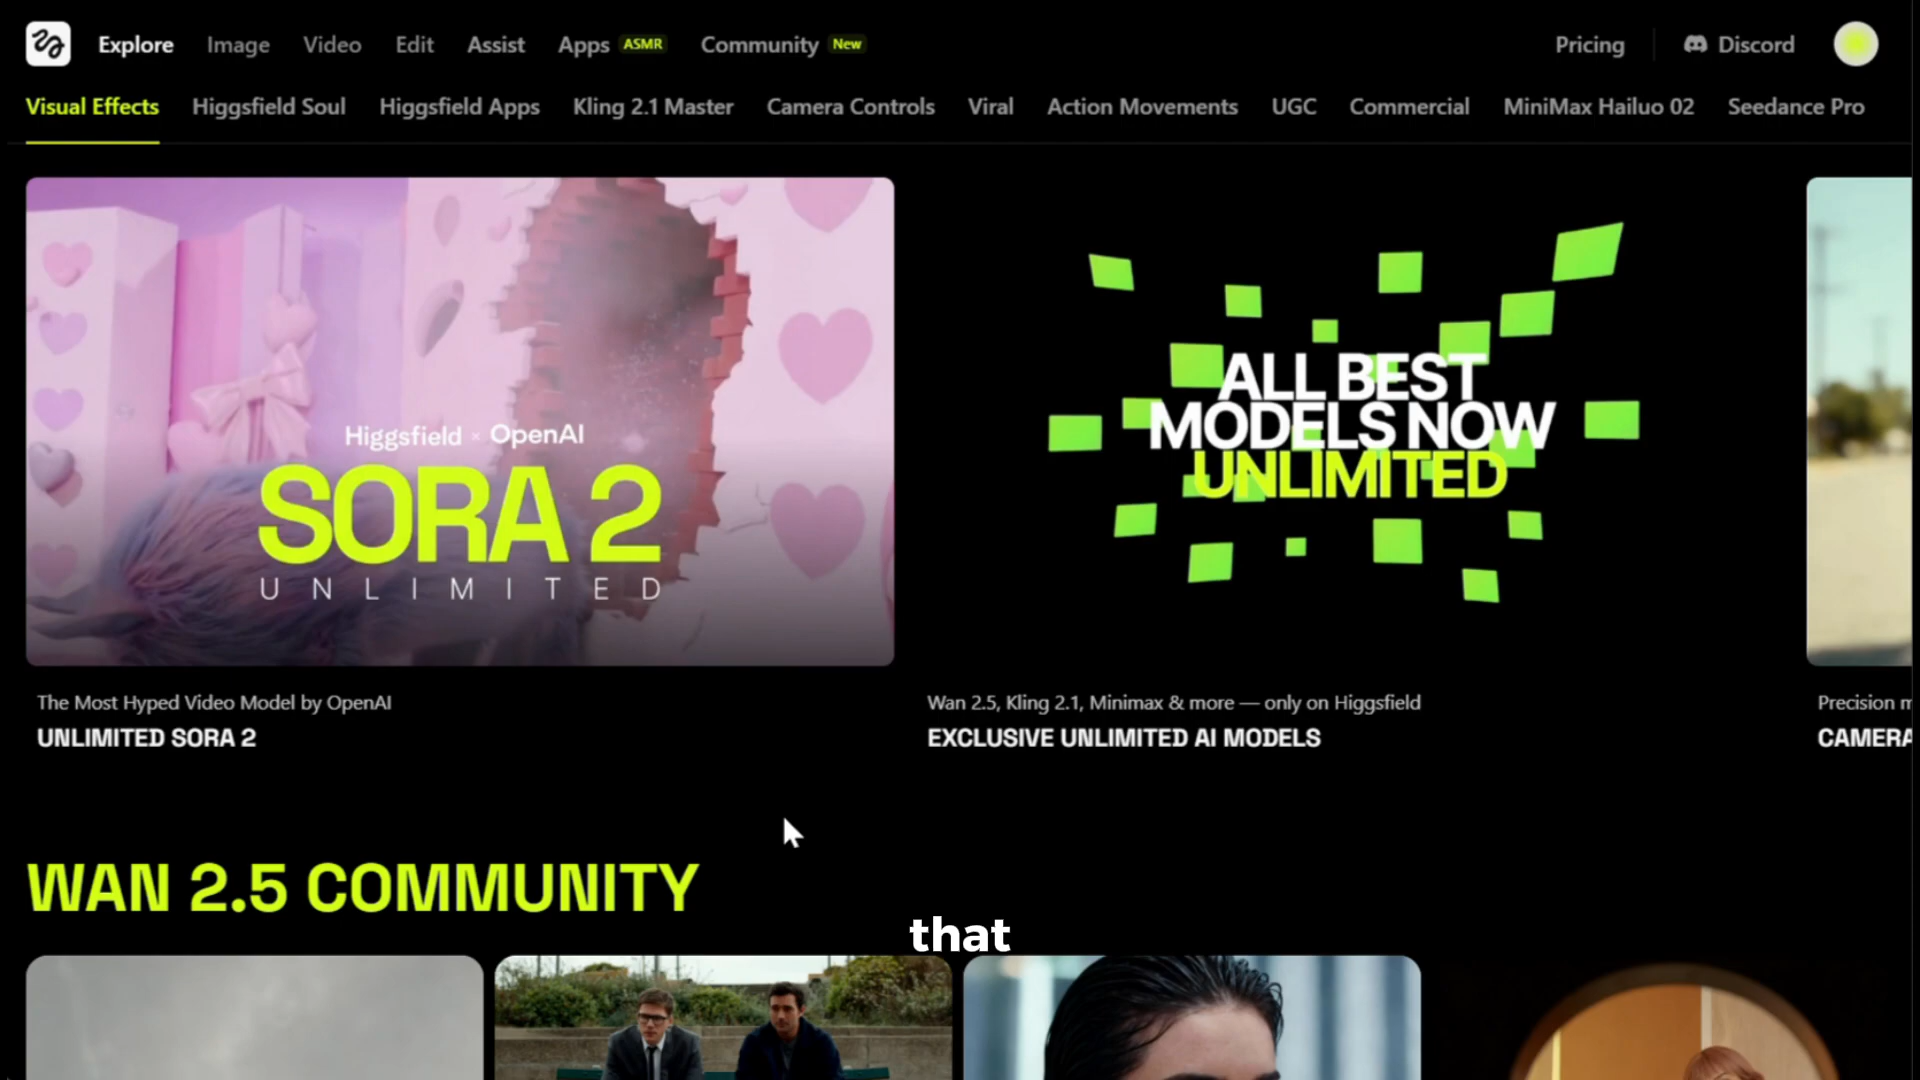 Explore Image Video Edit Assist Apps ASMR Community New Pricing Discord
Visual Effects Higgsfield Soul Higgsfield Apps Kling 2.1 Master Camera Controls Viral Action Movements UGC Commercial MiniMax Hailuo 02 Seedance Pro
Higgsfield × OpenAI
SORA 2
UNLIMITED
ALL BEST
MODELS NOW
UNLIMITED
The Most Hyped Video Model by OpenAI
UNLIMITED SORA 2
Wan 2.5, Kling 2.1, Minimax & more — only on Higgsfield
EXCLUSIVE UNLIMITED AI MODELS
Precision
CAMERA
WAN 2.5 COMMUNITY
that